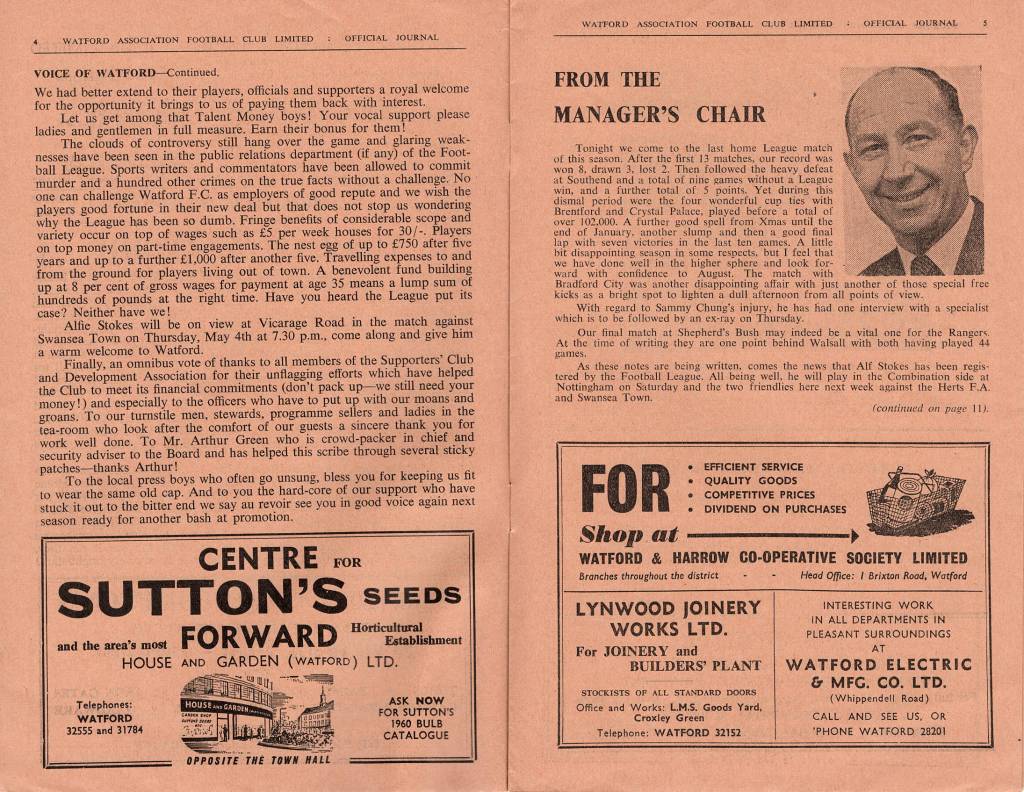 4 WATFORD ASSOCIATION FOOTBALL CLUB LIMITED : OFFICIAL JOURNAL
VOICE OF WATFORD—Continued.
We had better extend to their players, officials and supporters a royal welcome
for the opportunity it brings to us of paying them back with interest.
Let us get among that Talent Money boys! Your vocal support please
ladies and gentlemen in full measure. Earn their bonus for them!
The clouds of controversy still hang over the game and glaring weak-
nesses have been seen in the public relations department (if any) of the Foot-
ball League. Sports writers and commentators have been allowed to commit
murder and a hundred other crimes on the true facts without a challenge. No
one can challenge Watford F.C. as employers of good repute and we wish the
players good fortune in their new deal but that does not stop us wondering
why the League has been so dumb. Fringe benefits of considerable scope and
variety occur on top of wages such as £5 per week houses for 30/-. Players
on top money on part-time engagements. The nest egg of up to £750 after five
years and up to a further £1,000 after another five. Travelling expenses to and
from the ground for players living out of town. A benevolent fund building
up at 8 per cent of gross wages for payment at age 35 means a lump sum of
hundreds of pounds at the right time. Have you heard the League put its
case? Neither have we!
Alfie Stokes will be on view at Vicarage Road in the match against
Swansea Town on Thursday, May 4th at 7.30 p.m., come along and give him
a warm welcome to Watford.
Finally, an omnibus vote of thanks to all members of the Supporters' Club
and Development Association for their unflagging efforts which have helped
the Club to meet its financial commitments (don't pack up—we still need your
money!) and especially to the officers who have to put up with our moans and
groans. To our turnstile men, stewards, programme sellers and ladies in the
tea-room who look after the comfort of our guests a sincere thank you for
work well done. To Mr. Arthur Green who is crowd-packer in chief and
security adviser to the Board and has helped this scribe through several sticky
patches—thanks Arthur!
To the local press boys who often go unsung, bless you for keeping us fit
to wear the same old cap. And to you the hard-core of our support who have
stuck it out to the bitter end we say au revoir see you in good voice again next
season ready for another bash at promotion.
CENTRE FOR
SUTTON'S SEEDS
and the area's most FORWARD Horticultural Establishment
HOUSE AND GARDEN (WATFORD) LTD.
Telephones:
WATFORD
32555 and 31784
HOUSE AND GARDEN
ASK NOW
FOR SUTTON'S
1960 BULB
CATALOGUE
OPPOSITE THE TOWN HALL
WATFORD ASSOCIATION FOOTBALL CLUB LIMITED : OFFICIAL JOURNAL 5
FROM THE
MANAGER'S CHAIR
Tonight we come to the last home League match
of this season. After the first 13 matches, our record was
won 8, drawn 3, lost 2. Then followed the heavy defeat
at Southend and a total of nine games without a League
win, and a further total of 5 points. Yet during this
dismal period were the four wonderful cup ties with
Brentford and Crystal Palace, played before a total of
over 102,000. A further good spell from Xmas until the
end of January, another slump and then a good final
lap with seven victories in the last ten games. A little
bit disappointing season in some respects, but I feel that
we have done well in the higher sphere and look for-
ward with confidence to August. The match with
Bradford City was another disappointing affair with just another of those special free
kicks as a bright spot to lighten a dull afternoon from all points of view.
With regard to Sammy Chung's injury, he has had one interview with a specialist
which is to be followed by an ex-ray on Thursday.
Our final match at Shepherd's Bush may indeed be a vital one for the Rangers.
At the time of writing they are one point behind Walsall with both having played 44
games.
As these notes are being written, comes the news that Alf Stokes has been regis-
tered by the Football League. All being well, he will play in the Combination side at
Nottingham on Saturday and the two friendlies here next week against the Herts F.A.
and Swansea Town.
(continued on page 11).
FOR
• EFFICIENT SERVICE
• QUALITY GOODS
• COMPETITIVE PRICES
• DIVIDEND ON PURCHASES
Shop at
WATFORD & HARROW CO-OPERATIVE SOCIETY LIMITED
Branches throughout the district - - Head Office: 1 Brixton Road, Watford
LYNWOOD JOINERY
WORKS LTD.
For JOINERY and
BUILDERS' PLANT
STOCKISTS OF ALL STANDARD DOORS
Office and Works: L.M.S. Goods Yard,
Croxley Green
Telephone: WATFORD 32152
INTERESTING WORK
IN ALL DEPARTMENTS IN
PLEASANT SURROUNDINGS
AT
WATFORD ELECTRIC
& MFG. CO. LTD.
(Whippendell Road)
CALL AND SEE US, OR
'PHONE WATFORD 28201